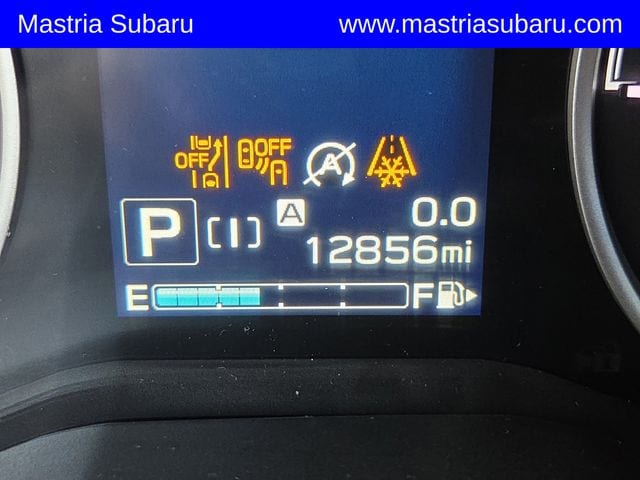 Mastria Subaru www.mastriasubaru.com
OFF OFF A
P [I] A 0.0
12856mi
E F